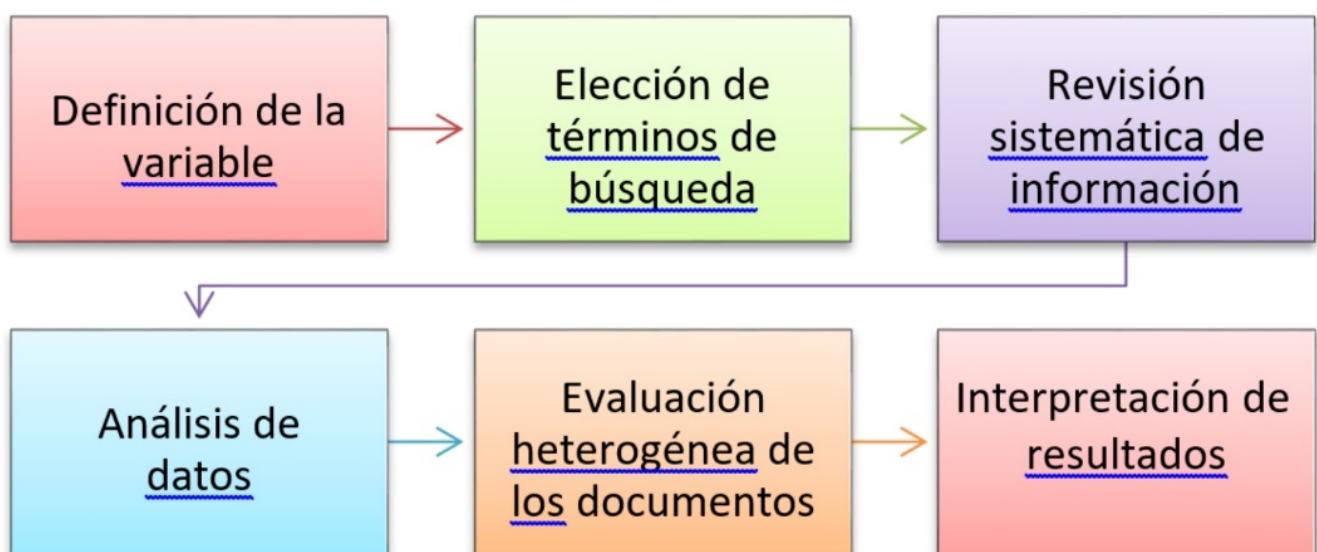 Definición de la
variable
Elección de
términos de
búsqueda
Revisión
sistemática de
información
Análisis de
datos
Evaluación
heterogénea de
los documentos
Interpretación de
resultados